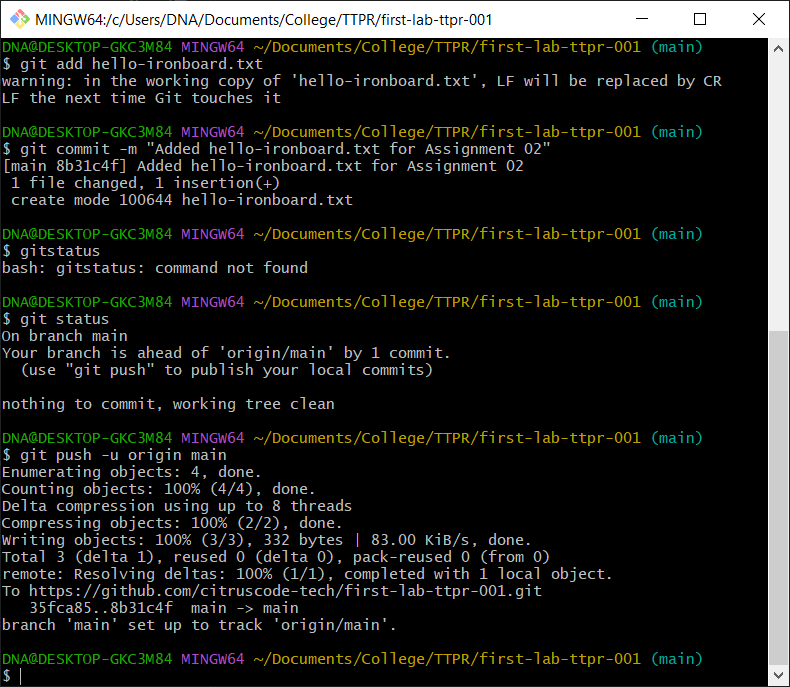 MINGW64:/c/Users/DNA/Documents/College/TTPR/first-lab-ttpr-001
DNA@DESKTOP-GKC3M84 MINGW64 ~/Documents/College/TTPR/first-lab-ttpr-001 (main)
$ git add hello-ironboard.txt
warning: in the working copy of 'hello-ironboard.txt', LF will be replaced by CR
LF the next time Git touches it
DNA@DESKTOP-GKC3M84 MINGW64 ~/Documents/College/TTPR/first-lab-ttpr-001 (main)
$ git commit -m "Added hello-ironboard.txt for Assignment 02"
[main 8b31c4f] Added hello-ironboard.txt for Assignment 02
 1 file changed, 1 insertion(+)
 create mode 100644 hello-ironboard.txt
DNA@DESKTOP-GKC3M84 MINGW64 ~/Documents/College/TTPR/first-lab-ttpr-001 (main)
$ gitstatus
bash: gitstatus: command not found
DNA@DESKTOP-GKC3M84 MINGW64 ~/Documents/College/TTPR/first-lab-ttpr-001 (main)
$ git status
On branch main
Your branch is ahead of 'origin/main' by 1 commit.
  (use "git push" to publish your local commits)
nothing to commit, working tree clean
DNA@DESKTOP-GKC3M84 MINGW64 ~/Documents/College/TTPR/first-lab-ttpr-001 (main)
$ git push -u origin main
Enumerating objects: 4, done.
Counting objects: 100% (4/4), done.
Delta compression using up to 8 threads
Compressing objects: 100% (2/2), done.
Writing objects: 100% (3/3), 332 bytes | 83.00 KiB/s, done.
Total 3 (delta 1), reused 0 (delta 0), pack-reused 0 (from 0)
remote: Resolving deltas: 100% (1/1), completed with 1 local object.
To https://github.com/citruscode-tech/first-lab-ttpr-001.git
   35fca85..8b31c4f  main -> main
branch 'main' set up to track 'origin/main'.
DNA@DESKTOP-GKC3M84 MINGW64 ~/Documents/College/TTPR/first-lab-ttpr-001 (main)
$